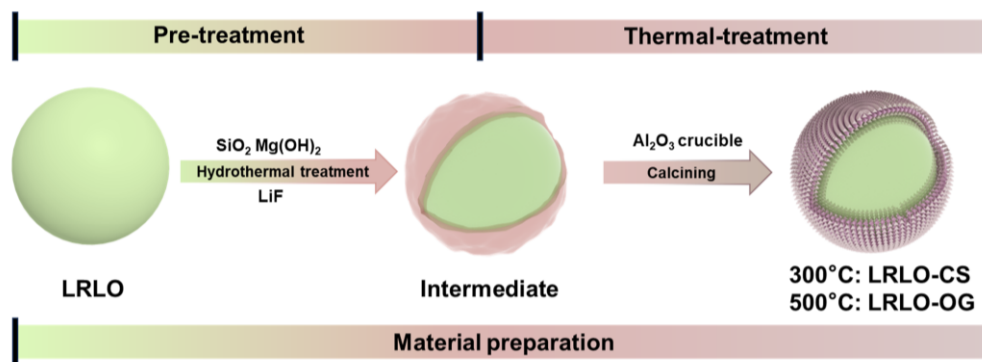 Pre-treatment
Thermal-treatment
SiO₂ Mg(OH)₂
Hydrothermal treatment
LiF
Al₂O₃ crucible
Calcining
LRLO
Intermediate
300°C: LRLO-CS
500°C: LRLO-OG
Material preparation